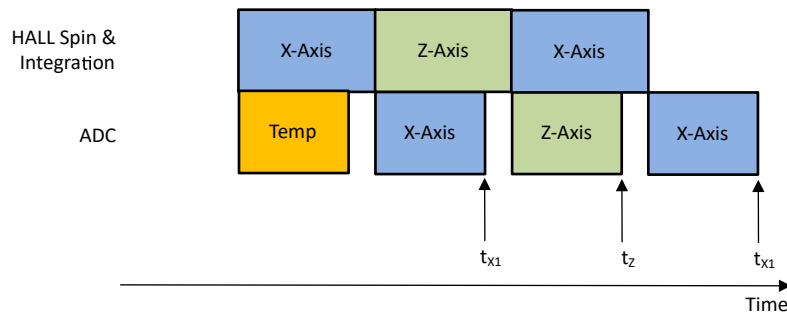 HALL Spin &
Integration
X-Axis
Z-Axis
X-Axis
ADC
Temp
X-Axis
Z-Axis
X-Axis
tX1
tZ
tX1
Time